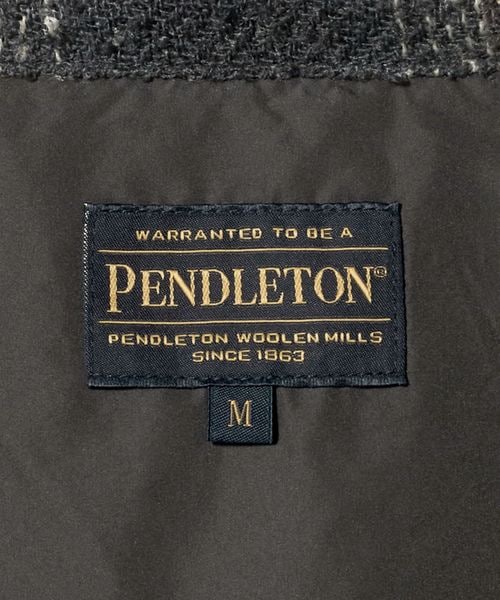 WARRANTED TO BE A
PENDLETON®
PENDLETON WOOLEN MILLS
SINCE 1863
M